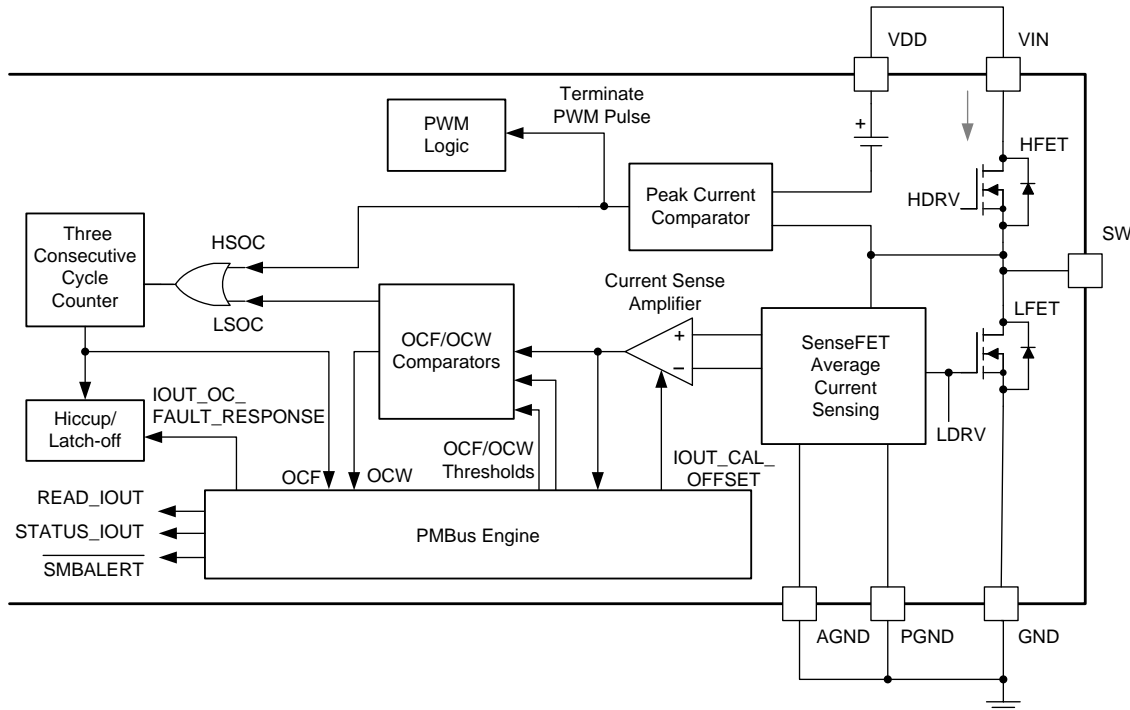 VDD
VIN
Terminate
PWM Pulse
PWM
Logic
+
HFET
Peak Current
Comparator
HDRV
Three
Consecutive
Cycle
Counter
HSOC
SW
Current Sense
Amplifier
LSOC
LFET
OCF/OCW
Comparators
+
−
SenseFET
Average
Current
Sensing
IOUT_OC_
FAULT_RESPONSE
Hiccup/
Latch-off
LDRV
OCF/OCW
Thresholds
IOUT_CAL_
OFFSET
OCF
OCW
READ_IOUT
STATUS_IOUT
SMBALERT
PMBus Engine
AGND
PGND
GND